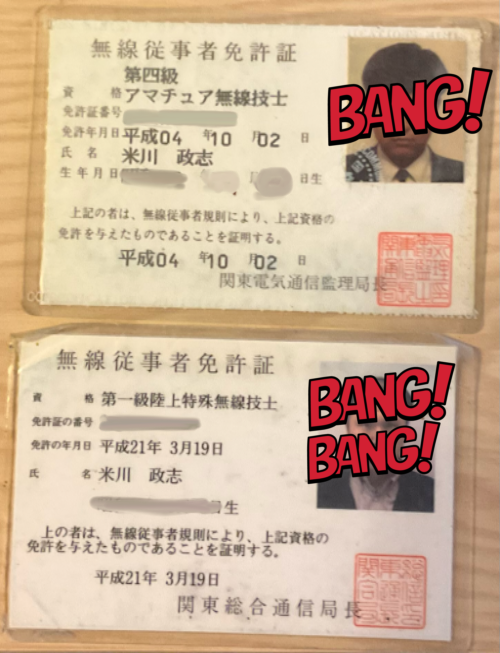 無線従事者免許証
第四級
資格 アマチュア無線技士
免許証番号
免許年月日 平成04年10月02日
氏名 米川 政志
生年月日 年 月 日生
上記の者は、無線従事者規則により、上記資格の
免許を与えたものであることを証明する。
平成04年10月02日
関東電気通信監理局長
BANG!
無線従事者免許証
資格 第一級陸上特殊無線技士
免許証の番号
免許の年月日 平成21年 3月19日
氏名 米川 政志
日生
上の者は、無線従事者規則により、上記資格の
免許を与えたものであることを証明する。
平成21年 3月19日
関東総合通信局長
BANG!
BANG!